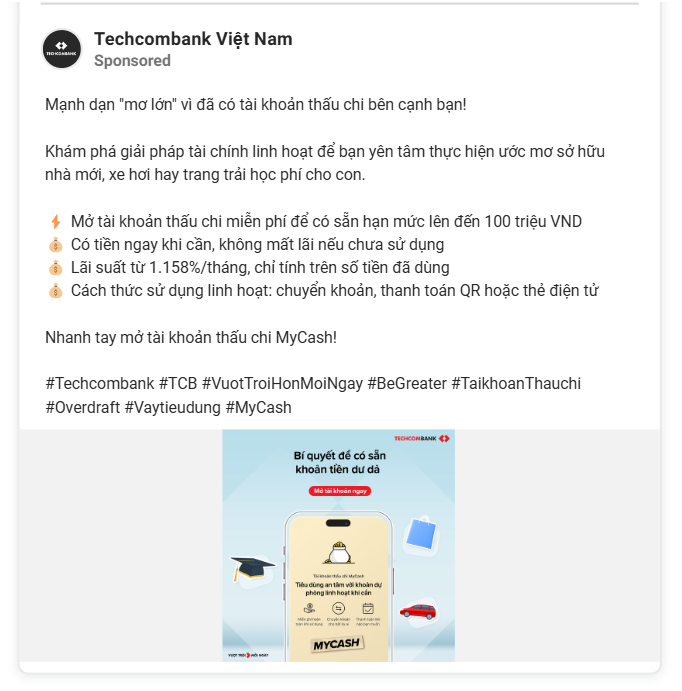 TECHCOMBANK
Techcombank Việt Nam
Sponsored
Mạnh dạn "mơ lớn" vì đã có tài khoản thấu chi bên cạnh bạn!
Khám phá giải pháp tài chính linh hoạt để bạn yên tâm thực hiện ước mơ sở hữu
nhà mới, xe hơi hay trang trải học phí cho con.
⚡ Mở tài khoản thấu chi miễn phí để có sẵn hạn mức lên đến 100 triệu VND
💰 Có tiền ngay khi cần, không mất lãi nếu chưa sử dụng
💰 Lãi suất từ 1.158%/tháng, chỉ tính trên số tiền đã dùng
💰 Cách thức sử dụng linh hoạt: chuyển khoản, thanh toán QR hoặc thẻ điện tử
Nhanh tay mở tài khoản thấu chi MyCash!
#Techcombank #TCB #VuotTroiHonMoiNgay #BeGreater #TaikhoanThauchi
#Overdraft #Vaytieudung #MyCash
TECHCOMBANK
Bí quyết để có sẵn
khoản tiền dư dả
Mở tài khoản ngay
Tài khoản thấu chi MyCash
Tiêu dùng an tâm với khoản dự
phòng linh hoạt khi cần
MYCASH
VƯỢT TRỘI MỖI NGÀY